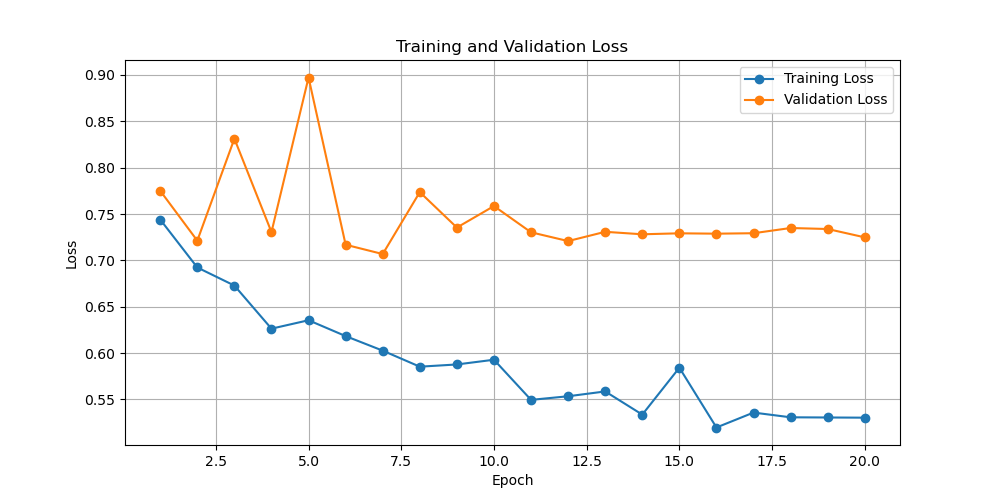 Training and Validation Loss
Training Loss
Validation Loss
0.90
0.85
0.80
0.75
0.70
0.65
0.60
0.55
Loss
2.5 5.0 7.5 10.0 12.5 15.0 17.5 20.0
Epoch